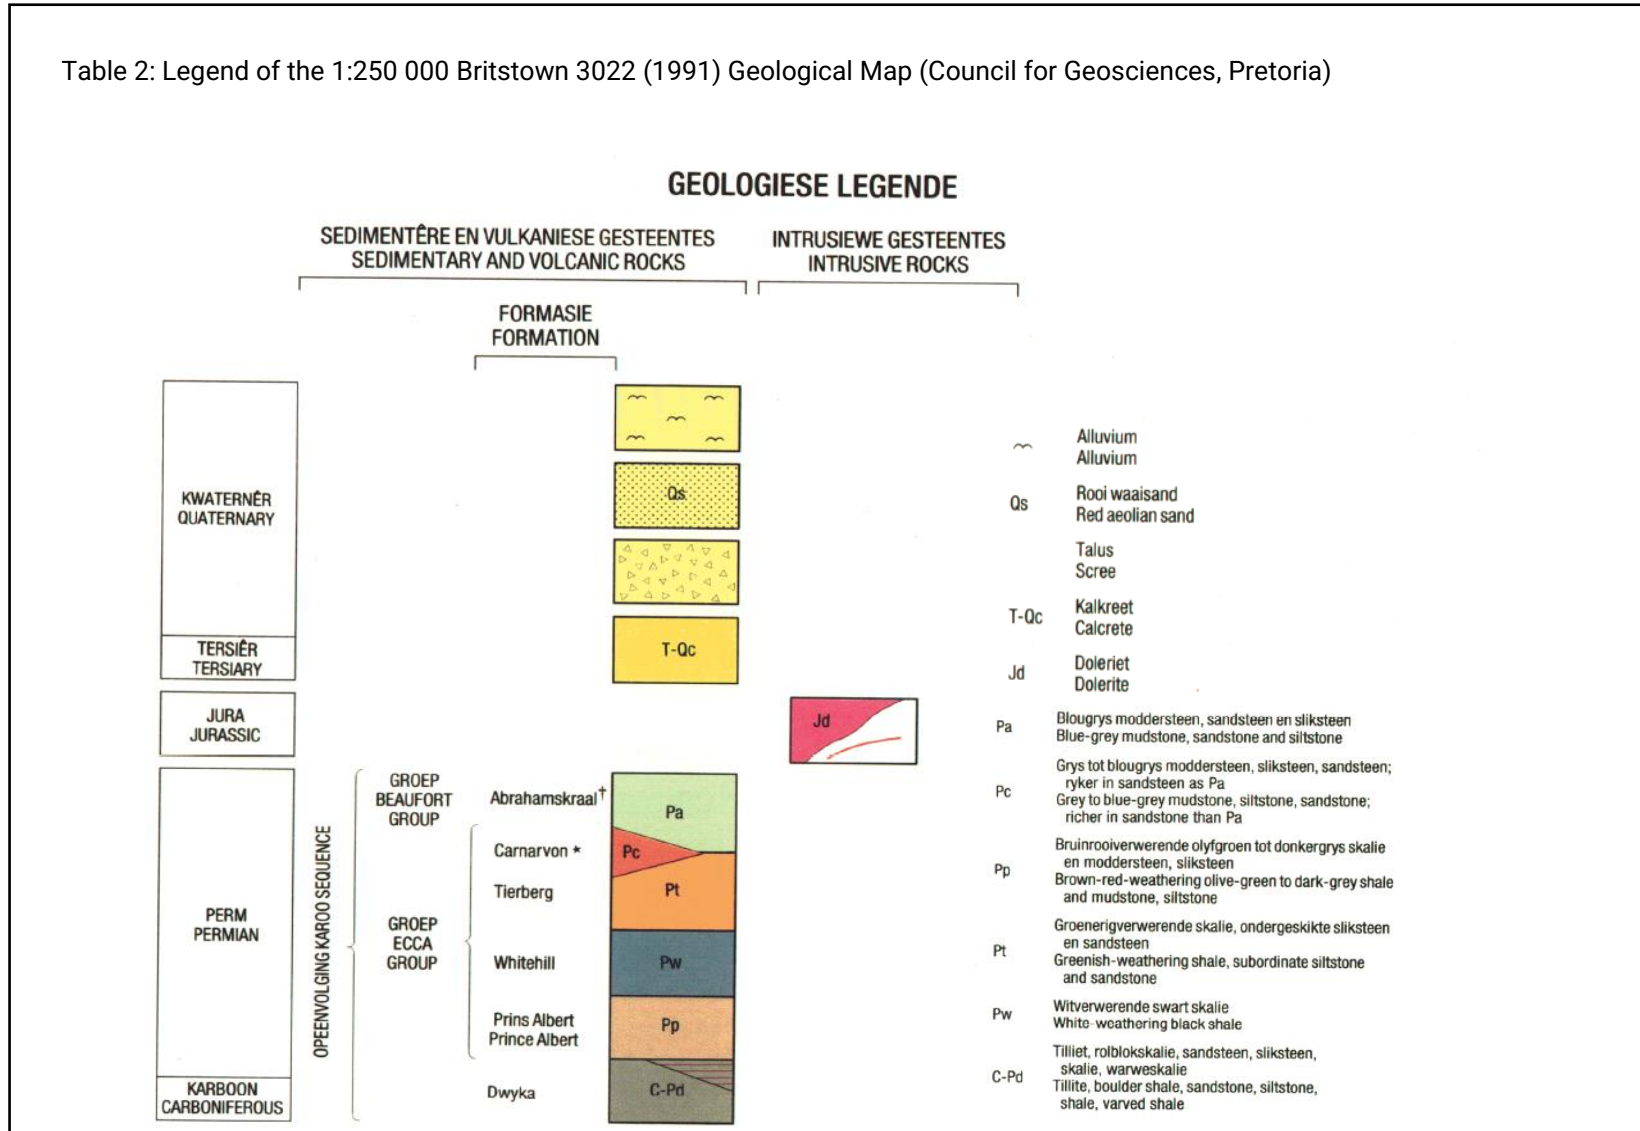 Table 2: Legend of the 1:250 000 Britstown 3022 (1991) Geological Map (Council for Geosciences, Pretoria)
GEOLOGIESE LEGENDE
SEDIMENTÊRE EN VULKANIESE GESTEENTES
SEDIMENTARY AND VOLCANIC ROCKS
INTRUSIEWE GESTEENTES
INTRUSIVE ROCKS
FORMASIE
FORMATION
KWATERNÊR
QUATERNARY
TERSIÊR
TERSIARY
JURA
JURASSIC
PERM
PERMIAN
KARBOON
CARBONIFEROUS
OPEENVOLGING KAROO SEQUENCE
GROEP
BEAUFORT
GROUP
GROEP
ECCA
GROUP
Abrahamskraal†
Carnarvon *
Tierberg
Whitehill
Prins Albert
Prince Albert
Dwyka
Qs
T-Qc
Jd
Pa
Pc
Pt
Pw
Pp
C-Pd
Alluvium
Alluvium
Qs
Rooi waaisand
Red aeolian sand
Talus
Scree
T-Qc
Kalkreet
Calcrete
Jd
Doleriet
Dolerite
Pa
Blougrys moddersteen, sandsteen en sliksteen
Blue-grey mudstone, sandstone and siltstone
Pc
Grys tot blougrys moddersteen, sliksteen, sandsteen;
ryker in sandsteen as Pa
Grey to blue-grey mudstone, siltstone, sandstone;
richer in sandstone than Pa
Pp
Bruinrooiverwerende olyfgroen tot donkergrys skalie
en moddersteen, sliksteen
Brown-red-weathering olive-green to dark-grey shale
and mudstone, siltstone
Pt
Groenerigverwerende skalie, ondergeskikte sliksteen
en sandsteen
Greenish-weathering shale, subordinate siltstone
and sandstone
Pw
Witverwerende swart skalie
White-weathering black shale
C-Pd
Tilliet, rolblokskalie, sandsteen, sliksteen,
skalie, warweskalie
Tillite, boulder shale, sandstone, siltstone,
shale, varved shale